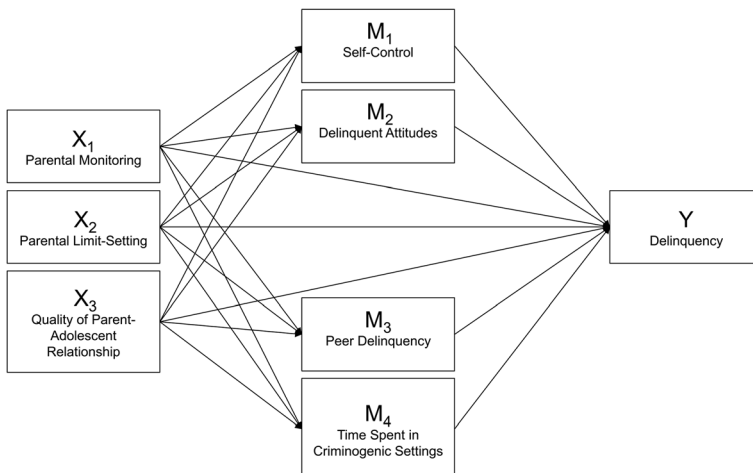 X1
Parental Monitoring
X2
Parental Limit-Setting
X3
Quality of Parent-
Adolescent
Relationship
M1
Self-Control
M2
Delinquent Attitudes
M3
Peer Delinquency
M4
Time Spent in
Criminogenic Settings
Y
Delinquency